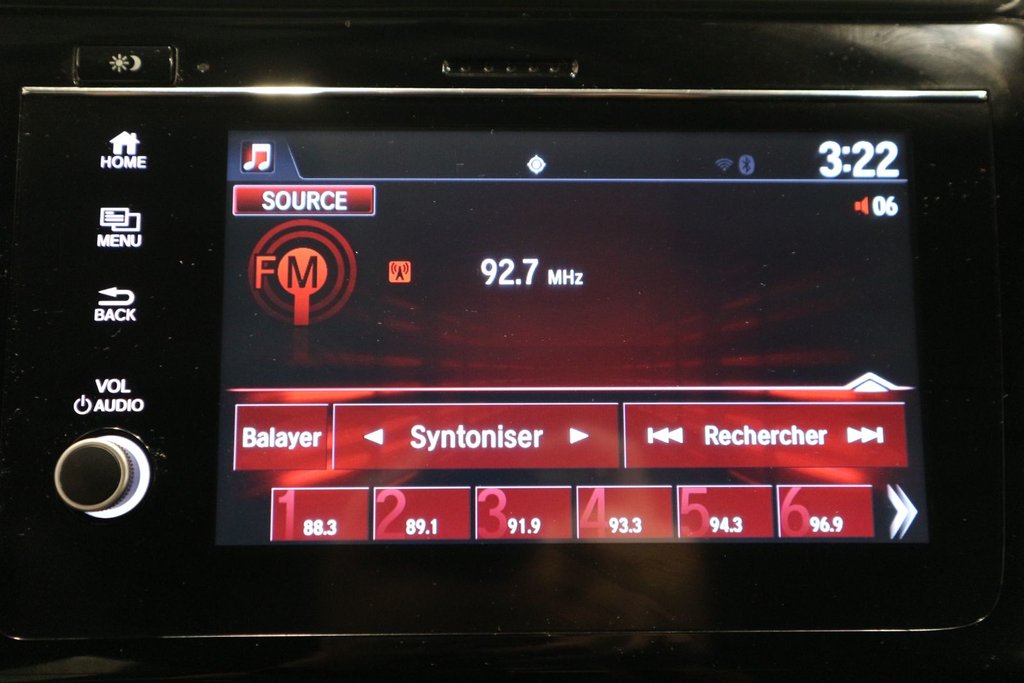 HOME
MENU
BACK
VOL
AUDIO
3:22
SOURCE
06
FM
92.7 MHz
Balayer
Syntoniser
Rechercher
1 88.3
2 89.1
3 91.9
4 93.3
5 94.3
6 96.9